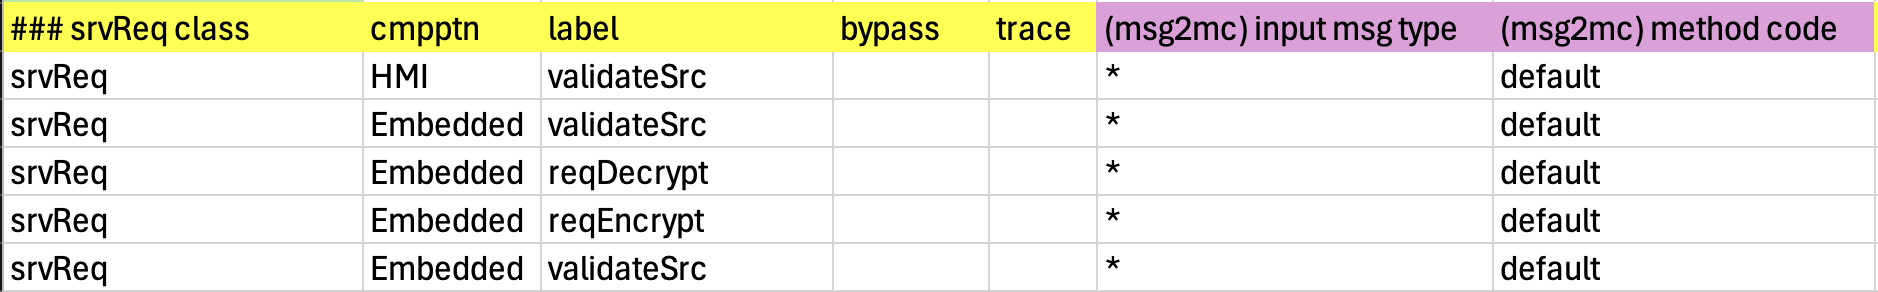 ### srvReq class cmpptn label bypass trace (msg2mc) input msg type (msg2mc) method code
srvReq HMI validateSrc * default
srvReq Embedded validateSrc * default
srvReq Embedded reqDecrypt * default
srvReq Embedded reqEncrypt * default
srvReq Embedded validateSrc * default